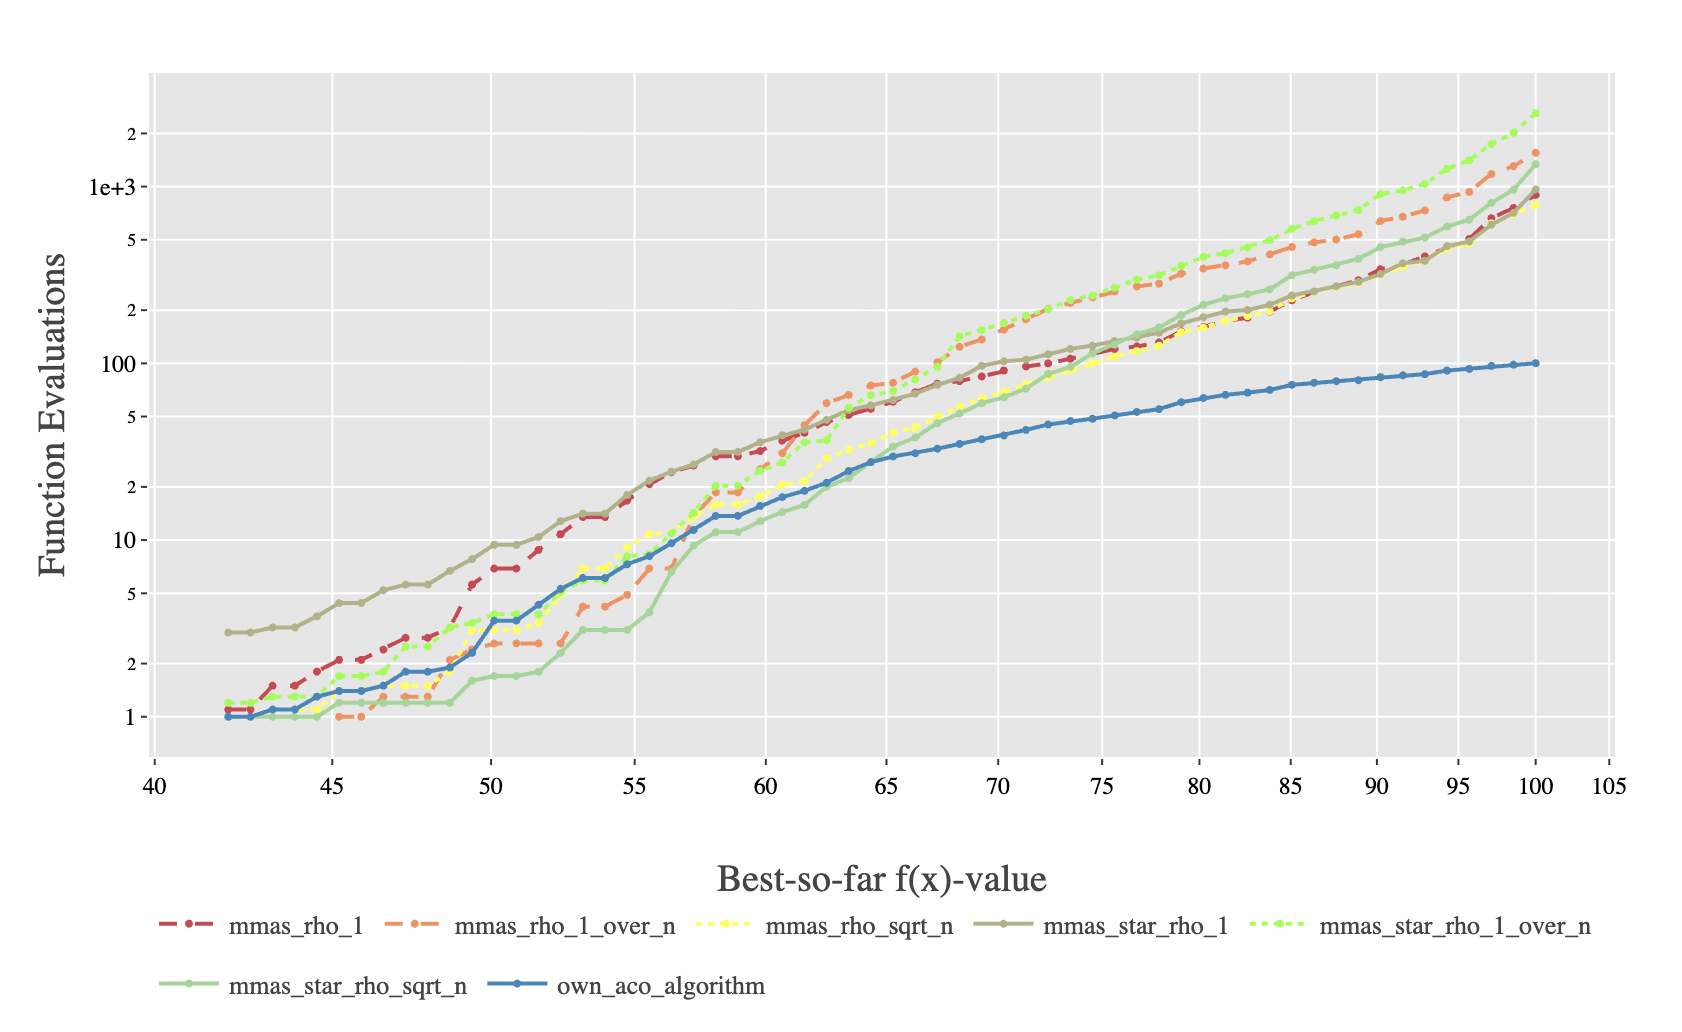 Function Evaluations
2
1e+3
5
2
100
5
2
10
5
2
1
40 45 50 55 60 65 70 75 80 85 90 95 100 105
Best-so-far f(x)-value
mmas_rho_1 mmas_rho_1_over_n mmas_rho_sqrt_n mmas_star_rho_1 mmas_star_rho_1_over_n
mmas_star_rho_sqrt_n own_aco_algorithm